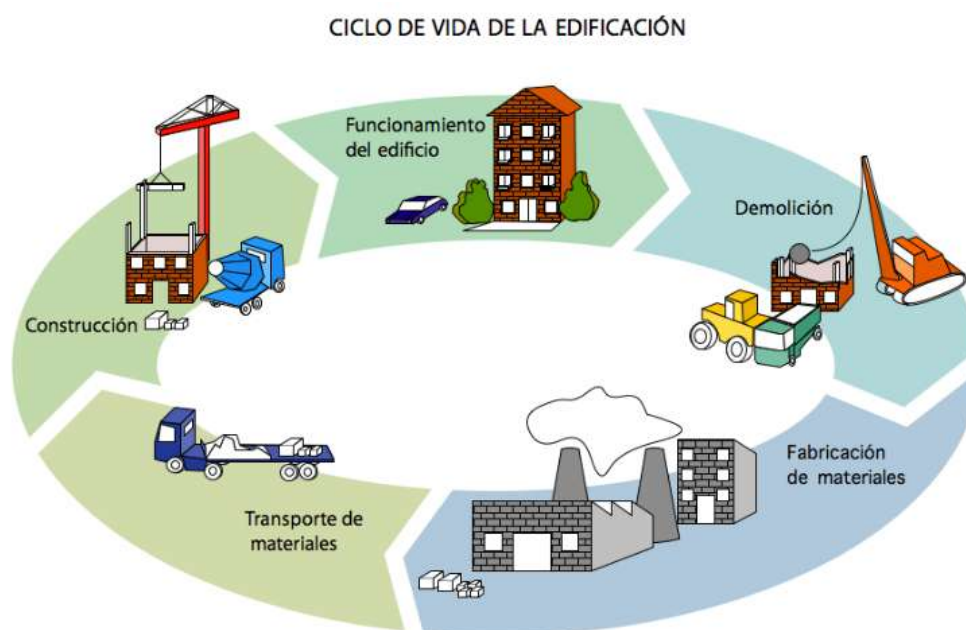 CICLO DE VIDA DE LA EDIFICACIÓN
Funcionamiento
del edificio
Demolición
Construcción
Fabricación
de materiales
Transporte de
materiales